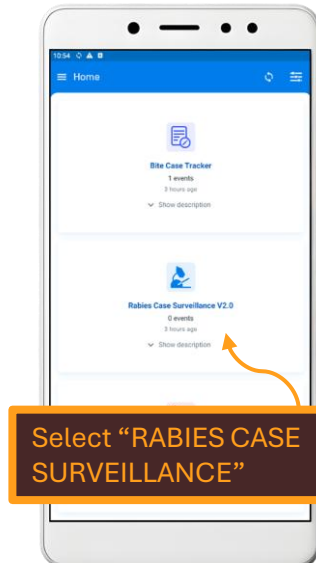 10:54
Home
Bite Case Tracker
1 events
3 hours ago
Show description
Rabies Case Surveillance V2.0
0 events
3 hours ago
Show description
Select “RABIES CASE
SURVEILLANCE”